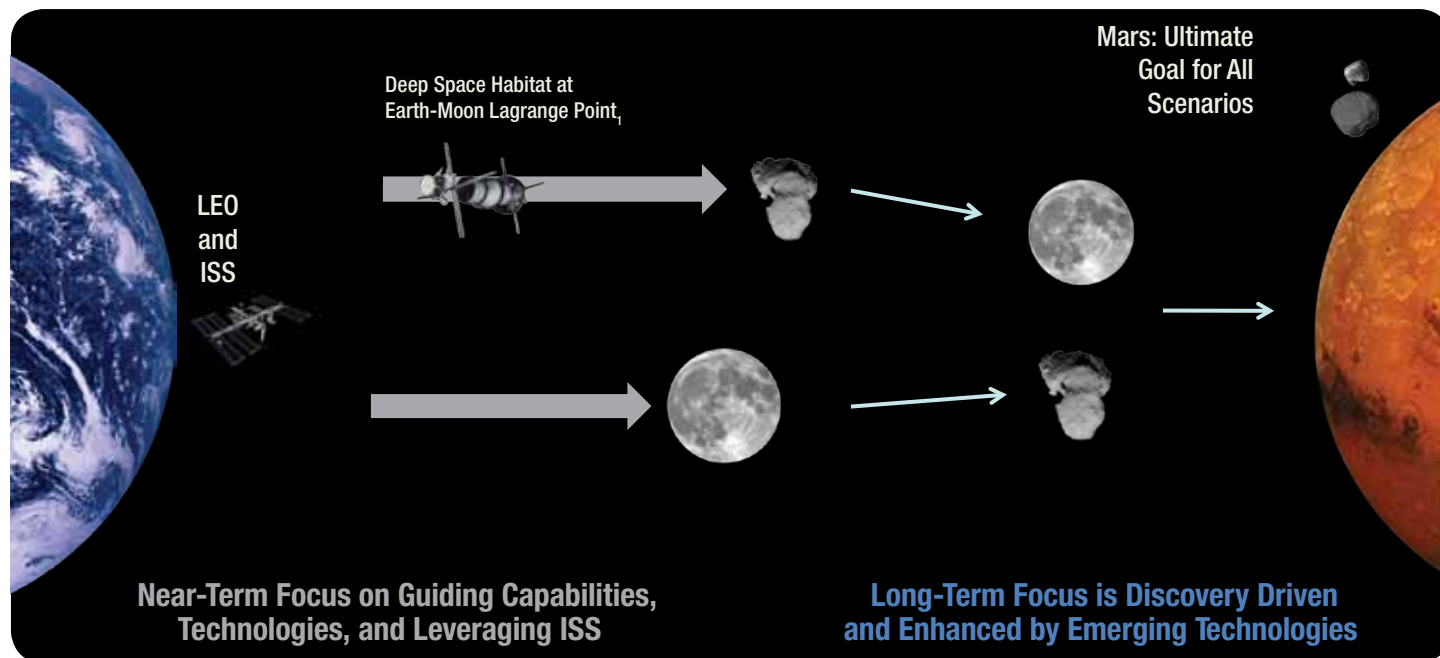 Mars: Ultimate
Goal for All
Scenarios
Deep Space Habitat at
Earth-Moon Lagrange Point₁
LEO
and
ISS
Near-Term Focus on Guiding Capabilities,
Technologies, and Leveraging ISS
Long-Term Focus is Discovery Driven
and Enhanced by Emerging Technologies